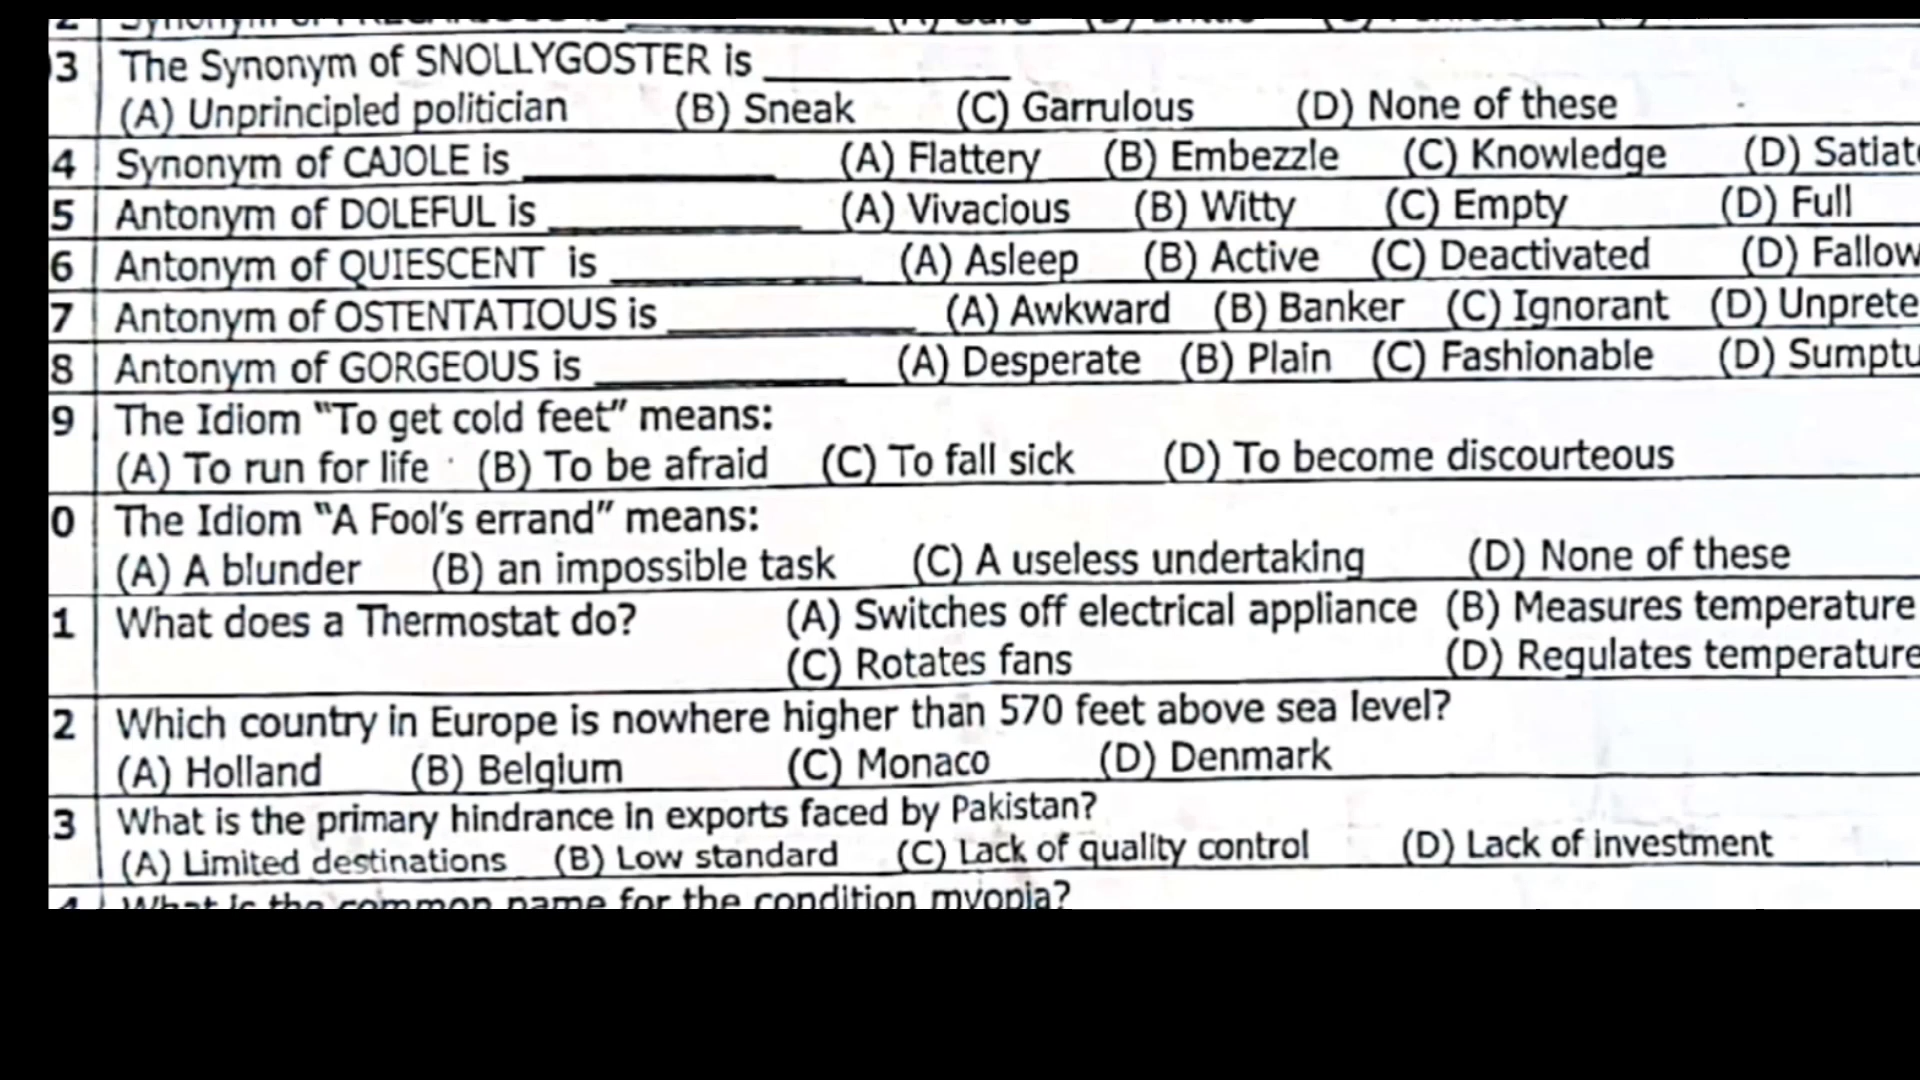 3 The Synonym of SNOLLYGOSTER is
(A) Unprincipled politician (B) Sneak (C) Garrulous (D) None of these
4 Synonym of CAJOLE is (A) Flattery (B) Embezzle (C) Knowledge (D) Satiat
5 Antonym of DOLEFUL is (A) Vivacious (B) Witty (C) Empty (D) Full
6 Antonym of QUIESCENT is (A) Asleep (B) Active (C) Deactivated (D) Fallow
7 Antonym of OSTENTATIOUS is (A) Awkward (B) Banker (C) Ignorant (D) Unprete
8 Antonym of GORGEOUS is (A) Desperate (B) Plain (C) Fashionable (D) Sumptu
9 The Idiom "To get cold feet" means:
(A) To run for life (B) To be afraid (C) To fall sick (D) To become discourteous
0 The Idiom "A Fool's errand" means:
(A) A blunder (B) an impossible task (C) A useless undertaking (D) None of these
1 What does a Thermostat do? (A) Switches off electrical appliance (B) Measures temperature
(C) Rotates fans (D) Regulates temperature
2 Which country in Europe is nowhere higher than 570 feet above sea level?
(A) Holland (B) Belgium (C) Monaco (D) Denmark
3 What is the primary hindrance in exports faced by Pakistan?
(A) Limited destinations (B) Low standard (C) Lack of quality control (D) Lack of investment
What is the common name for the condition myopia?